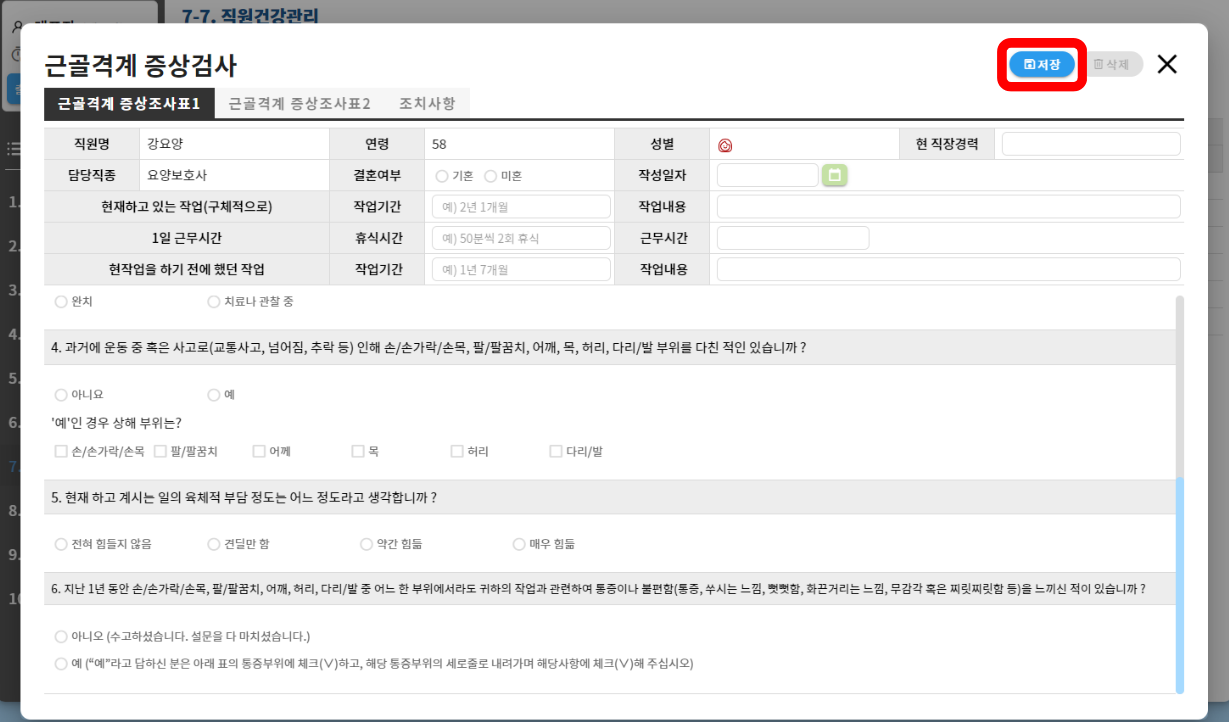 7-7. 직원건강관리
근골격계 증상검사
저장 삭제
근골격계 증상조사표1 근골격계 증상조사표2 조치사항
직원명 강요양 연령 58 성별 현 직장경력
담당직종 요양보호사 결혼여부 기혼 미혼 작성일자
현재하고 있는 작업(구체적으로) 작업기간 예) 2년 1개월 작업내용
1일 근무시간 휴식시간 예) 50분씩 2회 휴식 근무시간
현작업을 하기 전에 했던 작업 작업기간 예) 1년 7개월 작업내용
완치 치료나 관찰 중
4. 과거에 운동 중 혹은 사고로(교통사고, 넘어짐, 추락 등) 인해 손/손가락/손목, 팔/팔꿈치, 어깨, 목, 허리, 다리/발 부위를 다친 적인 있습니까 ?
아니요 예
'예'인 경우 상해 부위는?
손/손가락/손목 팔/팔꿈치 어께 목 허리 다리/발
5. 현재 하고 계시는 일의 육체적 부담 정도는 어느 정도라고 생각합니까 ?
전혀 힘들지 않음 견딜만 함 약간 힘듦 매우 힘듦
6. 지난 1년 동안 손/손가락/손목, 팔/팔꿈치, 어깨, 허리, 다리/발 중 어느 한 부위에서라도 귀하의 작업과 관련하여 통증이나 불편함(통증, 쑤시는 느낌, 뻣뻣함, 화끈거리는 느낌, 무감각 혹은 찌릿찌릿함 등)을 느끼신 적이 있습니까 ?
아니오 (수고하셨습니다. 설문을 다 마치셨습니다.)
예 (“예”라고 답하신 분은 아래 표의 통증부위에 체크(∨)하고, 해당 통증부위의 세로줄로 내려가며 해당사항에 체크(∨)해 주십시오)
1.
2.
3.
4.
5.
6.
7.
8.
9.
10